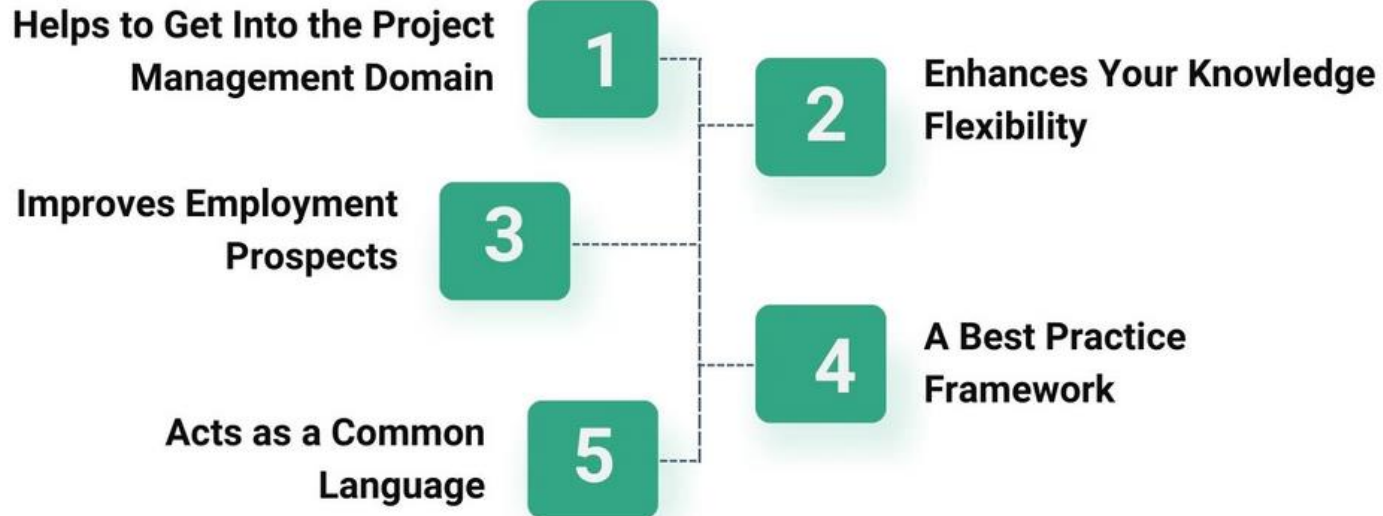 Helps to Get Into the Project
Management Domain
1
2
Enhances Your Knowledge
Flexibility
Improves Employment
Prospects
3
4
A Best Practice
Framework
Acts as a Common
Language
5